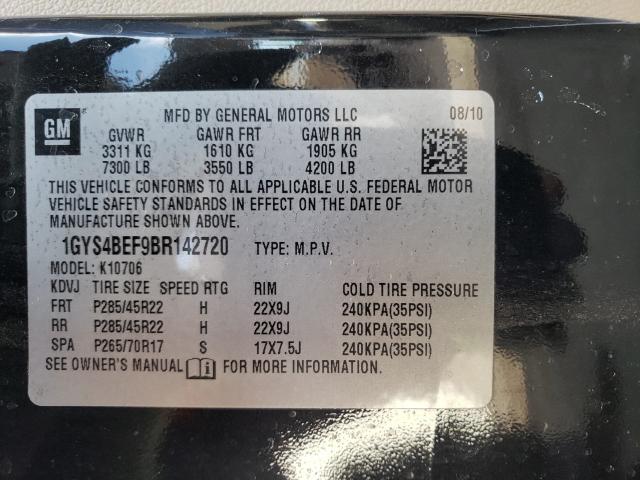 GM
MFD BY GENERAL MOTORS LLC 08/10
GVWR GAWR FRT GAWR RR
3311 KG 1610 KG 1905 KG
7300 LB 3550 LB 4200 LB
THIS VEHICLE CONFORMS TO ALL APPLICABLE U.S. FEDERAL MOTOR
VEHICLE SAFETY STANDARDS IN EFFECT ON THE DATE OF
MANUFACTURE SHOWN ABOVE.
1GYS4BEF9BR142720 TYPE: M.P.V.
MODEL: K10706
KDVJ TIRE SIZE SPEED RTG RIM COLD TIRE PRESSURE
FRT P285/45R22 H 22X9J 240KPA(35PSI)
RR P285/45R22 H 22X9J 240KPA(35PSI)
SPA P265/70R17 S 17X7.5J 240KPA(35PSI)
SEE OWNER'S MANUAL FOR MORE INFORMATION.